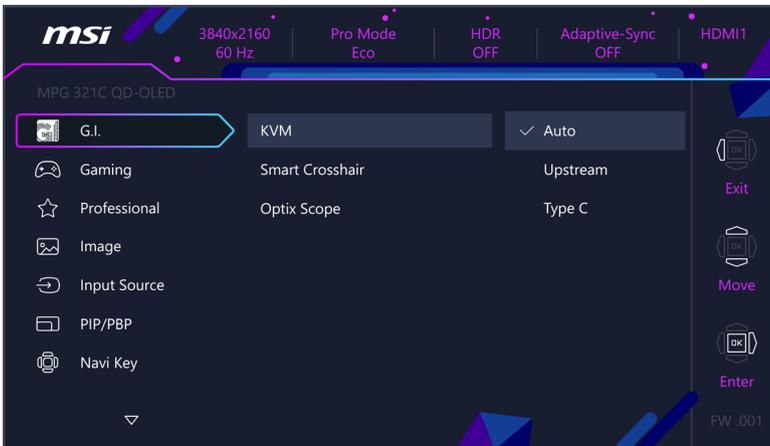 msi
3840x2160
60 Hz
Pro Mode
Eco
HDR
OFF
Adaptive-Sync
OFF
HDMI1
MPG 321C QD-OLED
G.I.
Gaming
Professional
Image
Input Source
PIP/PBP
Navi Key
KVM
Smart Crosshair
Optix Scope
Auto
Upstream
Type C
OK
Exit
OK
Move
OK
Enter
FW .001